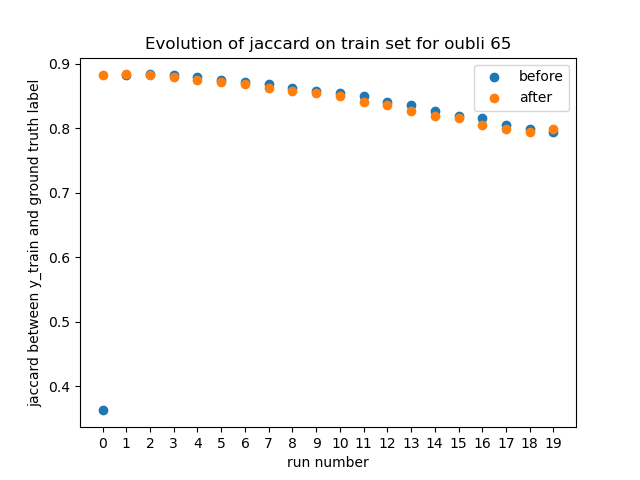 Evolution of jaccard on train set for oubli 65
before
after
jaccard between y_train and ground truth label
0.9
0.8
0.7
0.6
0.5
0.4
0 1 2 3 4 5 6 7 8 9 10 11 12 13 14 15 16 17 18 19
run number